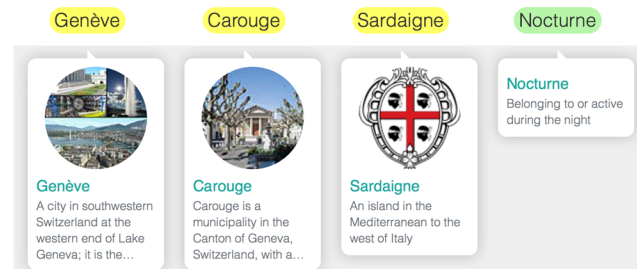 Genève
Carouge
Sardaigne
Nocturne
Genève
A city in southwestern
Switzerland at the
western end of Lake
Geneva; it is the…
Carouge
Carouge is a
municipality in the
Canton of Geneva,
Switzerland, with a…
Sardaigne
An island in the
Mediterranean to the
west of Italy
Nocturne
Belonging to or active
during the night